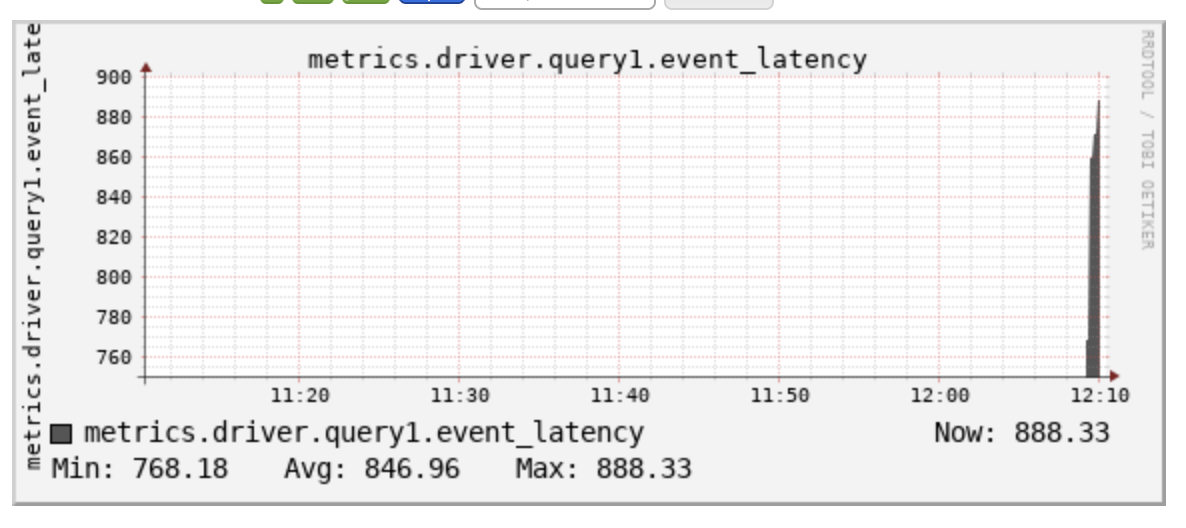 metrics.driver.query1.event_latency
metrics.driver.query1.event_late
RRDTOOL / TOBI OETIKER
900
880
860
840
820
800
780
760
11:20 11:30 11:40 11:50 12:00 12:10
metrics.driver.query1.event_latency Now: 888.33
Min: 768.18 Avg: 846.96 Max: 888.33